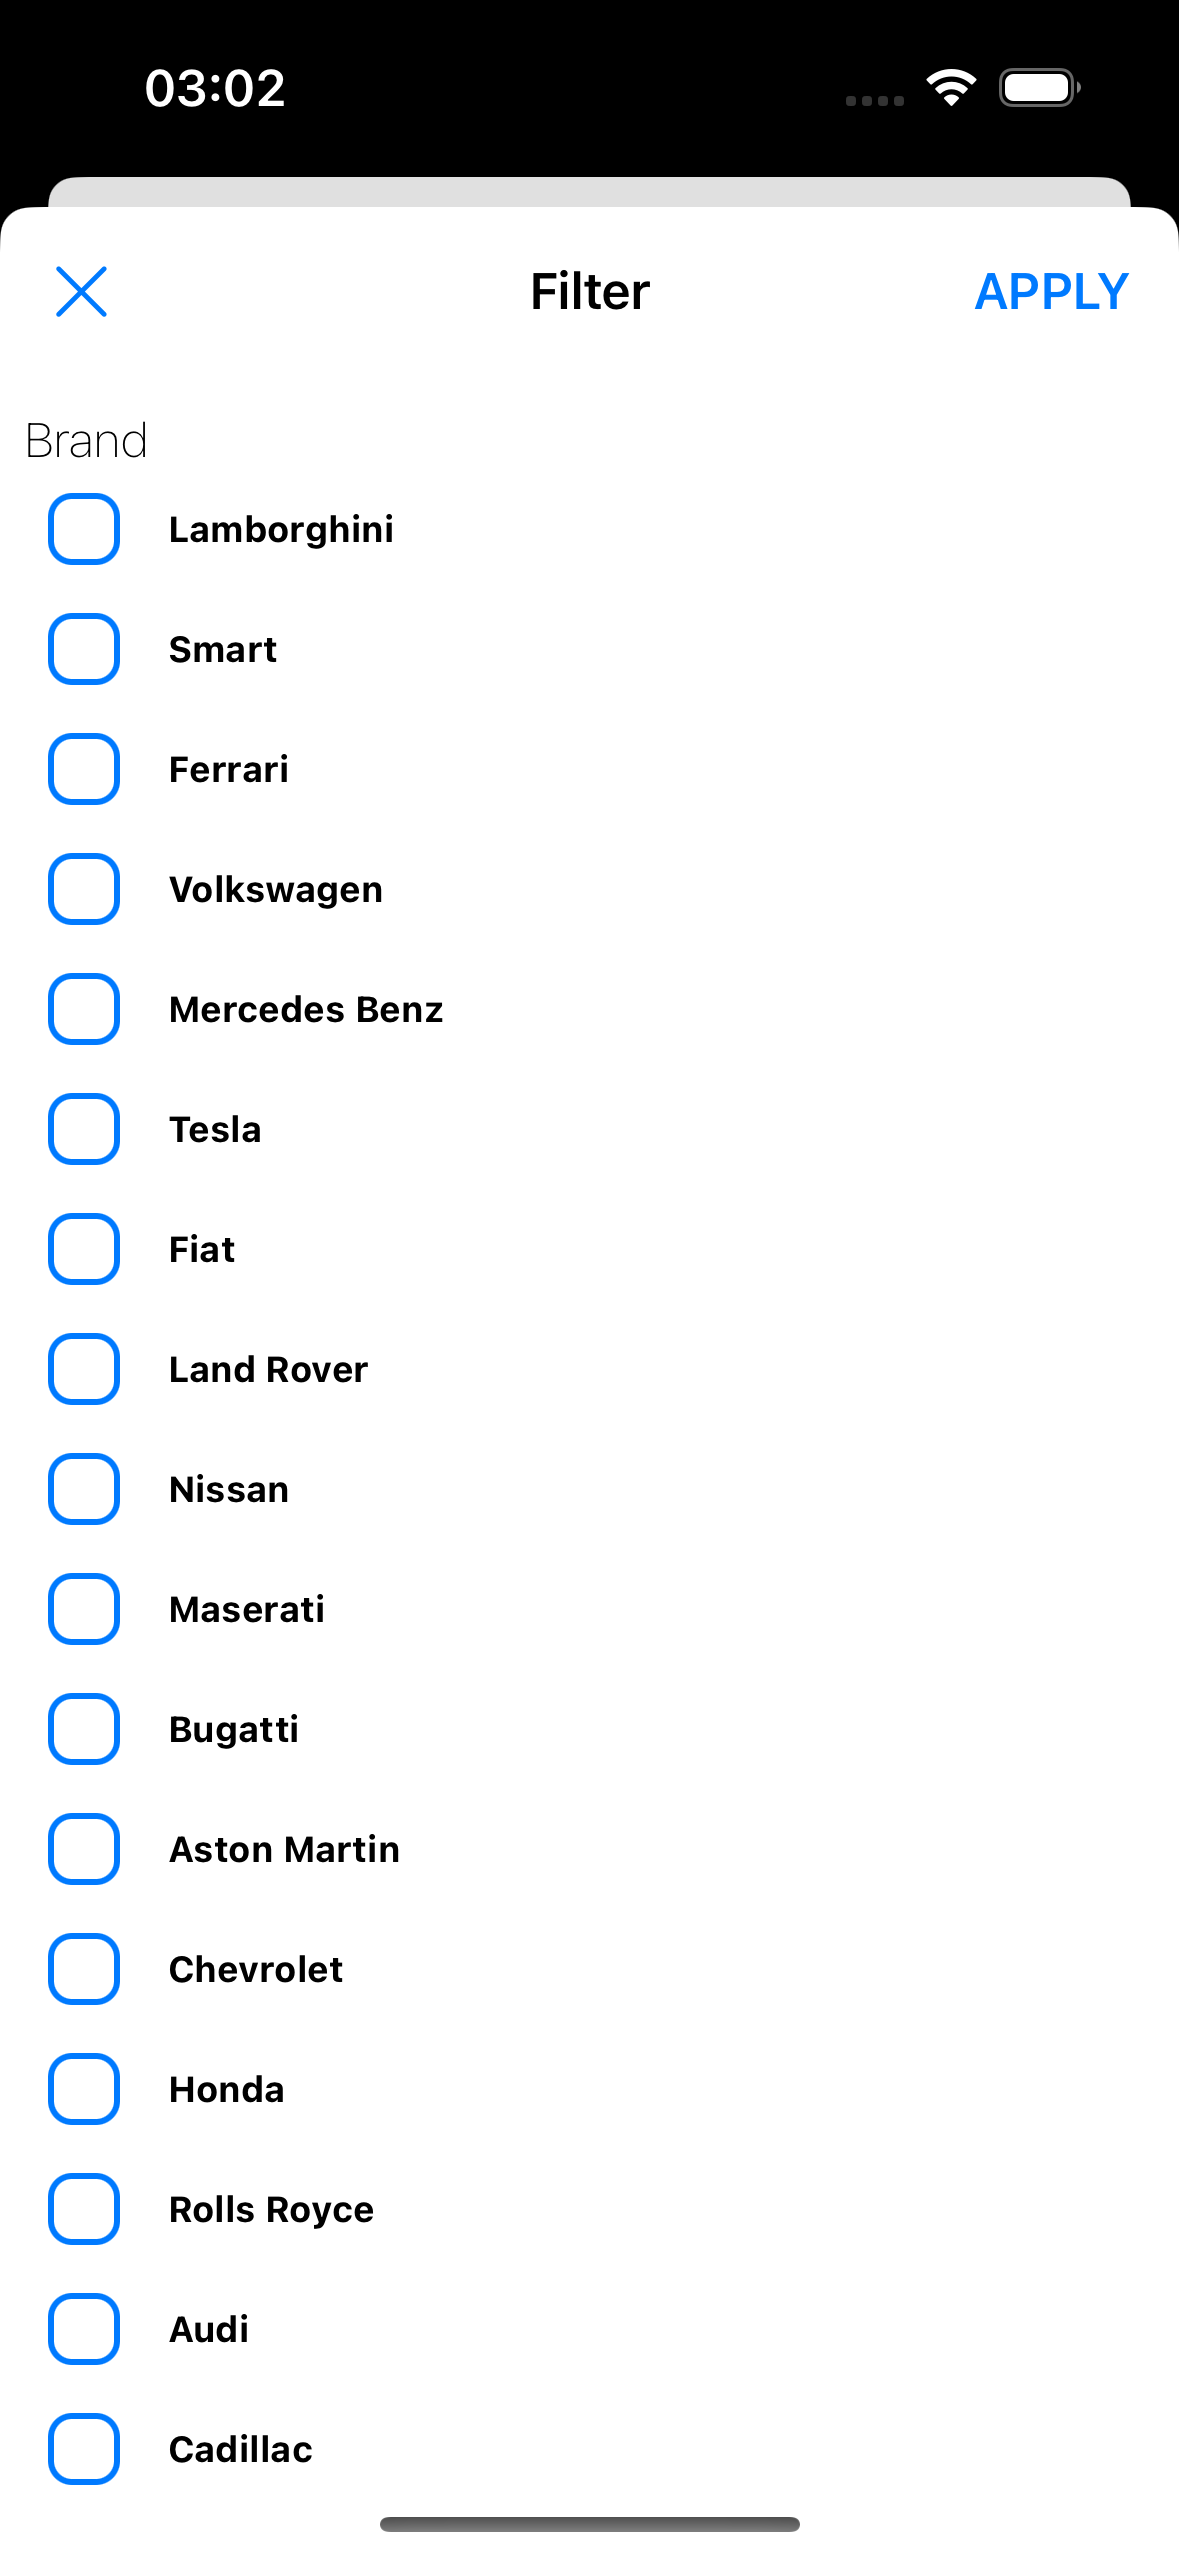 03:02
Filter
APPLY
Brand
Lamborghini
Smart
Ferrari
Volkswagen
Mercedes Benz
Tesla
Fiat
Land Rover
Nissan
Maserati
Bugatti
Aston Martin
Chevrolet
Honda
Rolls Royce
Audi
Cadillac